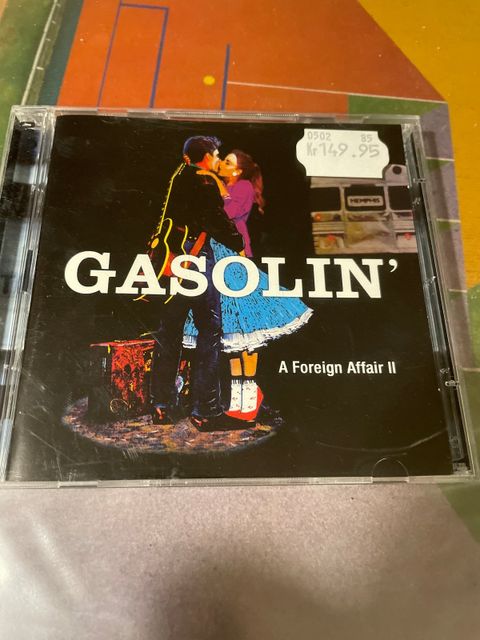 0502 85
Kr 149.95
MEMPHIS
GASOLIN'
A Foreign Affair II